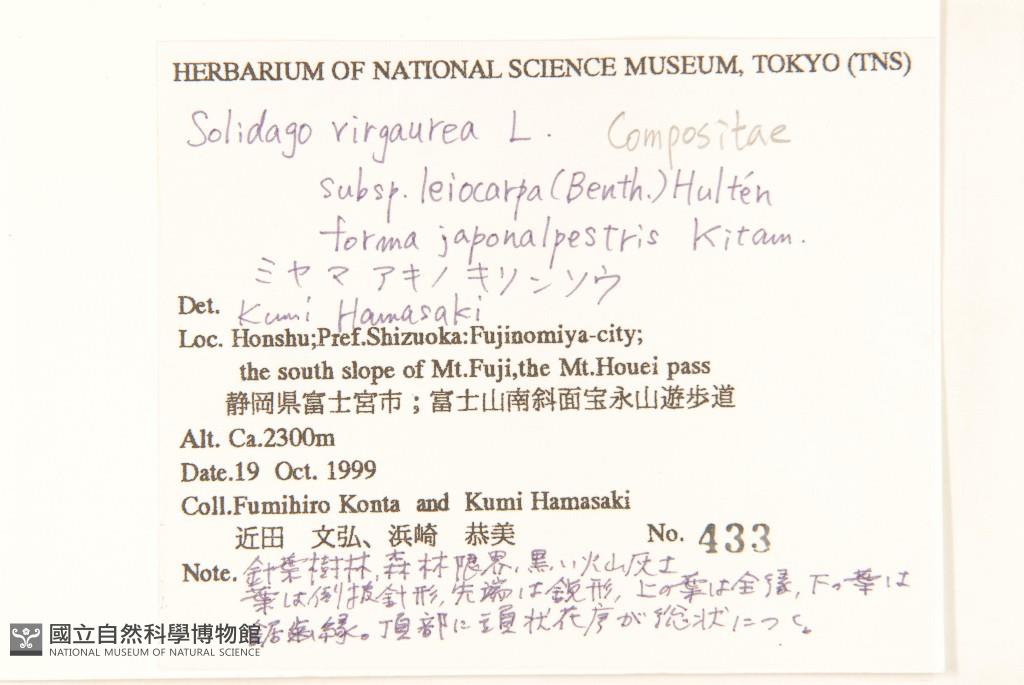 HERBARIUM OF NATIONAL SCIENCE MUSEUM, TOKYO (TNS)
Solidago virgaurea L. Compositae
subsp. leiocarpa (Benth.) Hultén
forma japonalpestris Kitam.
ミヤマアキノキリンソウ
Det. Kumi Hamasaki
Loc. Honshu;Pref.Shizuoka:Fujinomiya-city;
the south slope of Mt.Fuji,the Mt.Houei pass
静岡県富士宮市；富士山南斜面宝永山遊歩道
Alt. Ca.2300m
Date.19 Oct. 1999
Coll.Fumihiro Konta and Kumi Hamasaki
近田 文弘、浜崎 恭美 No. 433
Note. 針葉樹林, 森林限界, 黒い火山灰土
葉は倒披針形, 先端は鋭形, 上の葉は全縁, 下の葉は
鋸歯縁。頂部に頭状花序が総状につく。
國立自然科學博物館
NATIONAL MUSEUM OF NATURAL SCIENCE